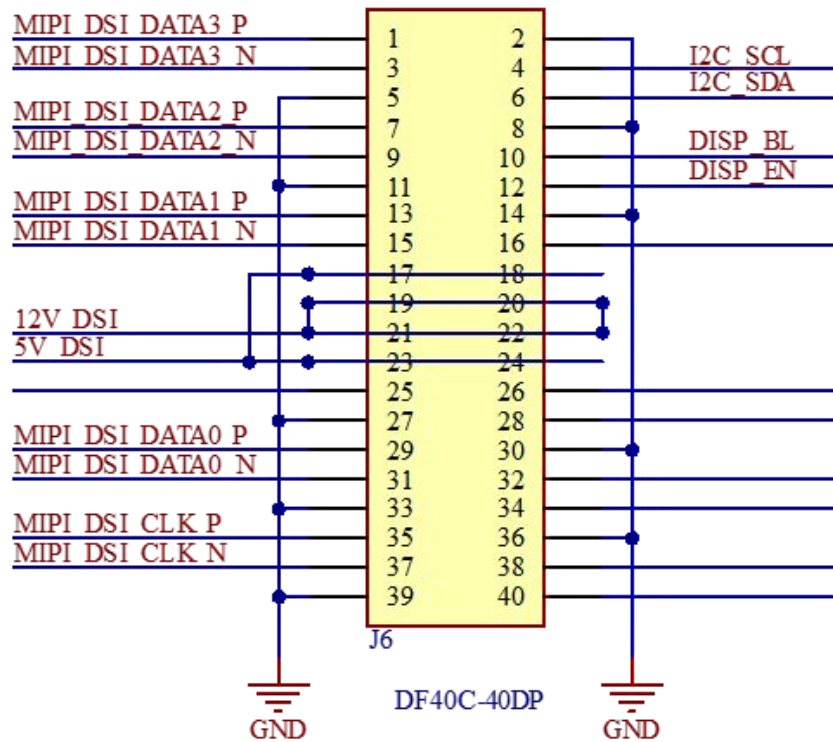 MIPI_DSI_DATA3_P
1 2
MIPI_DSI_DATA3_N
3 4 I2C_SCL
5 6 I2C_SDA
MIPI_DSI_DATA2_P
7 8
MIPI_DSI_DATA2_N
9 10 DISP_BL
11 12 DISP_EN
MIPI_DSI_DATA1_P
13 14
MIPI_DSI_DATA1_N
15 16
17 18
19 20
12V_DSI
21 22
5V_DSI
23 24
25 26
27 28
MIPI_DSI_DATA0_P
29 30
MIPI_DSI_DATA0_N
31 32
33 34
MIPI_DSI_CLK_P
35 36
MIPI_DSI_CLK_N
37 38
39 40
J6
DF40C-40DP
GND GND